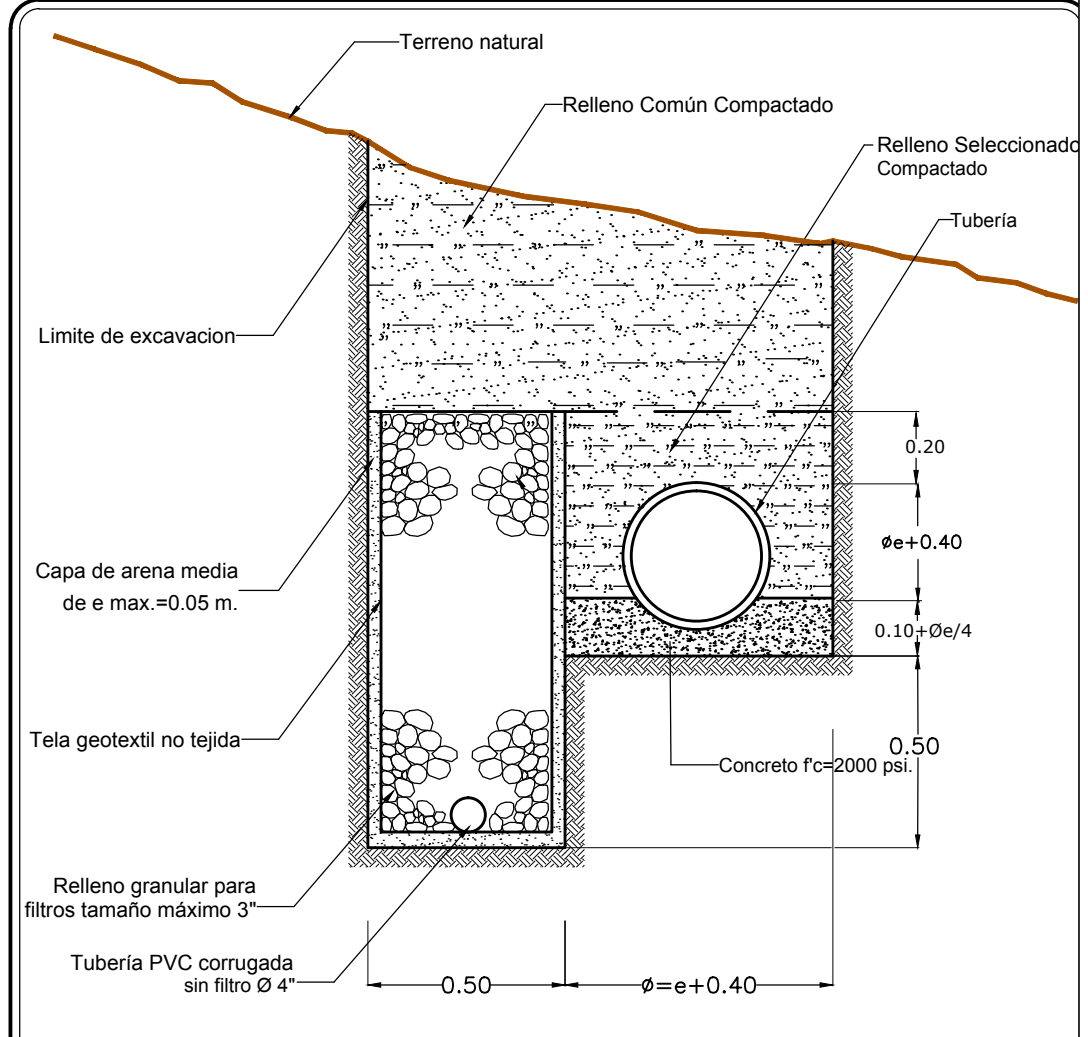 Terreno natural
Relleno Común Compactado
Relleno Seleccionado
Compactado
Tubería
Limite de excavacion
0.20
øe+0.40
Capa de arena media
de e max.=0.05 m.
0.10+Øe/4
Tela geotextil no tejida
0.50
Concreto f'c=2000 psi.
Relleno granular para
filtros tamaño máximo 3"
Tubería PVC corrugada
sin filtro Ø 4"
0.50
ø=e+0.40